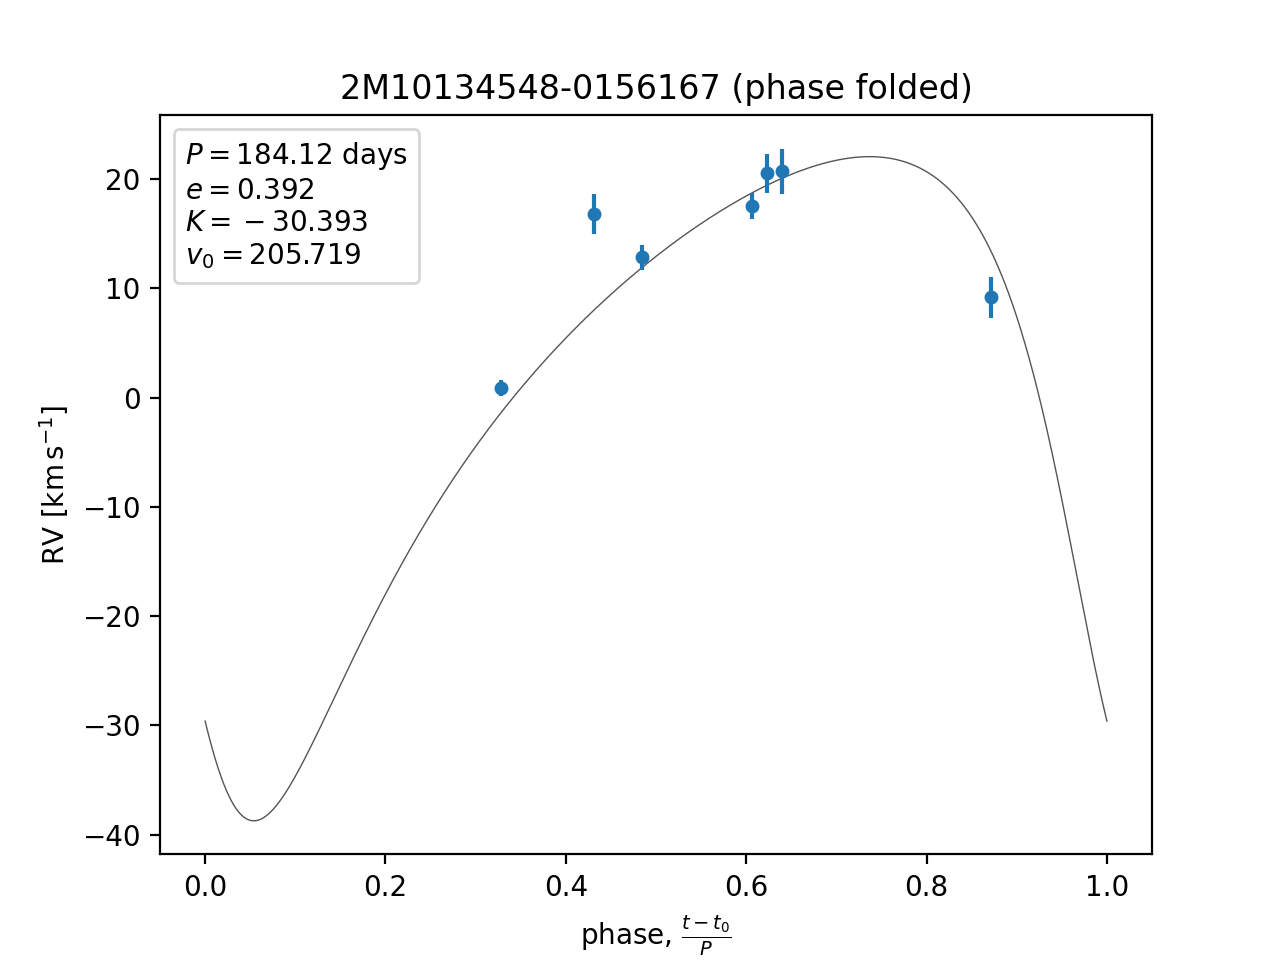 2M10134548-0156167 (phase folded)
P = 184.12 days
e = 0.392
K = −30.393
v₀ = 205.719
20
10
0
−10
−20
−30
−40
RV [km s⁻¹]
0.0 0.2 0.4 0.6 0.8 1.0
phase, (t − t₀)/P